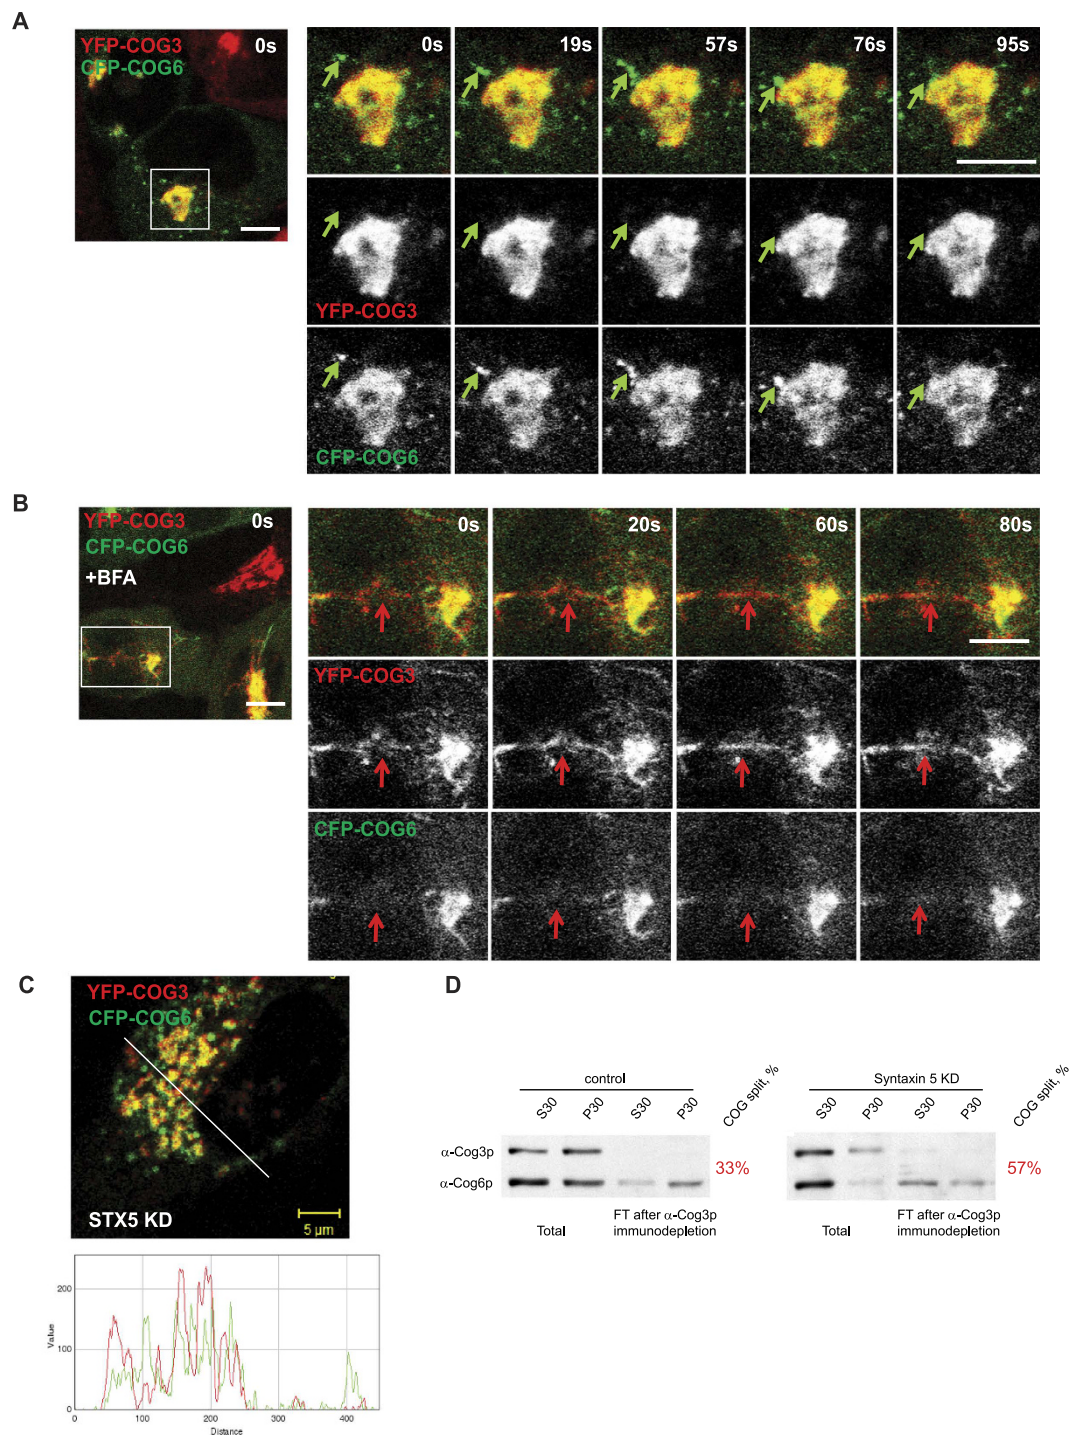 A
YFP-COG3
CFP-COG6
0s
0s
19s
57s
76s
95s
YFP-COG3
CFP-COG6
B
YFP-COG3
CFP-COG6
+BFA
0s
0s
20s
60s
80s
YFP-COG3
CFP-COG6
C
YFP-COG3
CFP-COG6
STX5 KD
5 µm
Value
200
100
0
0
100
200
300
400
Distance
D
control
Syntaxin 5 KD
S30
P30
S30
P30
COG split, %
S30
P30
S30
P30
COG split, %
α-Cog3p
α-Cog6p
33%
57%
Total
FT after α-Cog3p
immunodepletion
Total
FT after α-Cog3p
immunodepletion